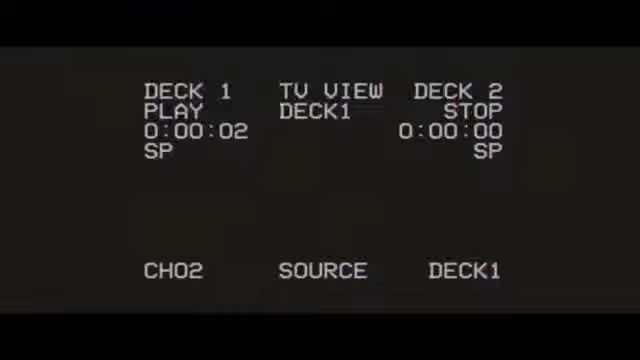 DECK 1 TV VIEW DECK 2
PLAY DECK1 STOP
0:00:02 0:00:00
SP SP
CH02 SOURCE DECK1